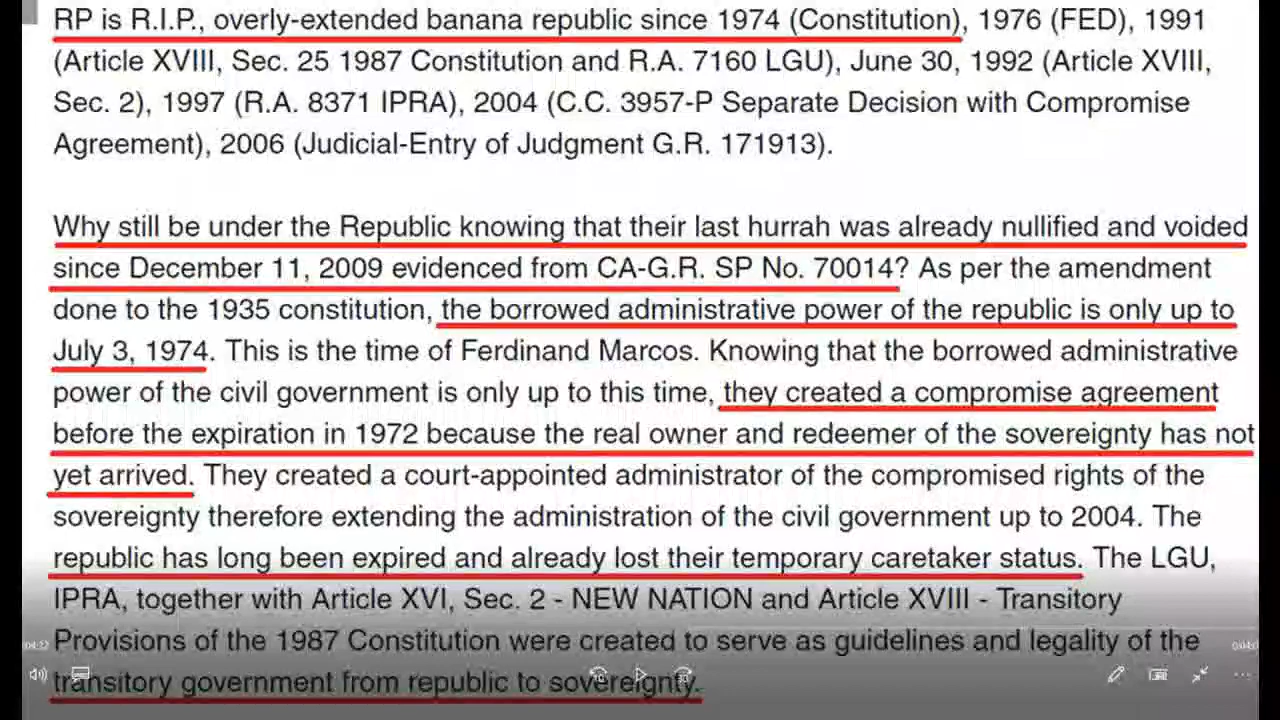 RP is R.I.P., overly-extended banana republic since 1974 (Constitution), 1976 (FED), 1991
(Article XVIII, Sec. 25 1987 Constitution and R.A. 7160 LGU), June 30, 1992 (Article XVIII,
Sec. 2), 1997 (R.A. 8371 IPRA), 2004 (C.C. 3957-P Separate Decision with Compromise
Agreement), 2006 (Judicial-Entry of Judgment G.R. 171913).
Why still be under the Republic knowing that their last hurrah was already nullified and voided
since December 11, 2009 evidenced from CA-G.R. SP No. 70014? As per the amendment
done to the 1935 constitution, the borrowed administrative power of the republic is only up to
July 3, 1974. This is the time of Ferdinand Marcos. Knowing that the borrowed administrative
power of the civil government is only up to this time, they created a compromise agreement
before the expiration in 1972 because the real owner and redeemer of the sovereignty has not
yet arrived. They created a court-appointed administrator of the compromised rights of the
sovereignty therefore extending the administration of the civil government up to 2004. The
republic has long been expired and already lost their temporary caretaker status. The LGU,
IPRA, together with Article XVI, Sec. 2 - NEW NATION and Article XVIII - Transitory
Provisions of the 1987 Constitution were created to serve as guidelines and legality of the
transitory government from republic to sovereignty.
10
30